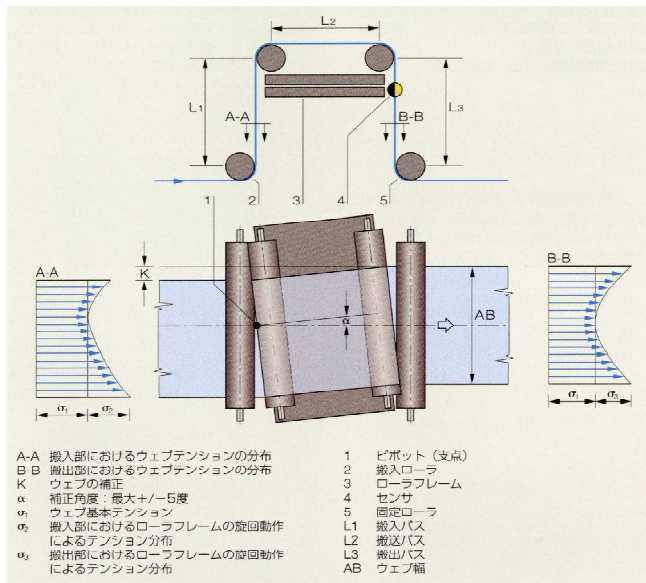 L2
L1
A-A
B-B
L3
1 2 3 4 5
A-A
K
α
AB
B-B
σ1 σ2
σ1 σ3
A-A 搬入部におけるウェブテンションの分布
B-B 搬出部におけるウェブテンションの分布
K ウェブの補正
α 補正角度：最大+/−5度
σ1 ウェブ基本テンション
σ2 搬入部におけるローラフレームの旋回動作
によるテンション分布
σ3 搬出部におけるローラフレームの旋回動作
によるテンション分布
1 ピボット（支点）
2 搬入ローラ
3 ローラフレーム
4 センサ
5 固定ローラ
L1 搬入パス
L2 搬送パス
L3 搬出パス
AB ウェブ幅